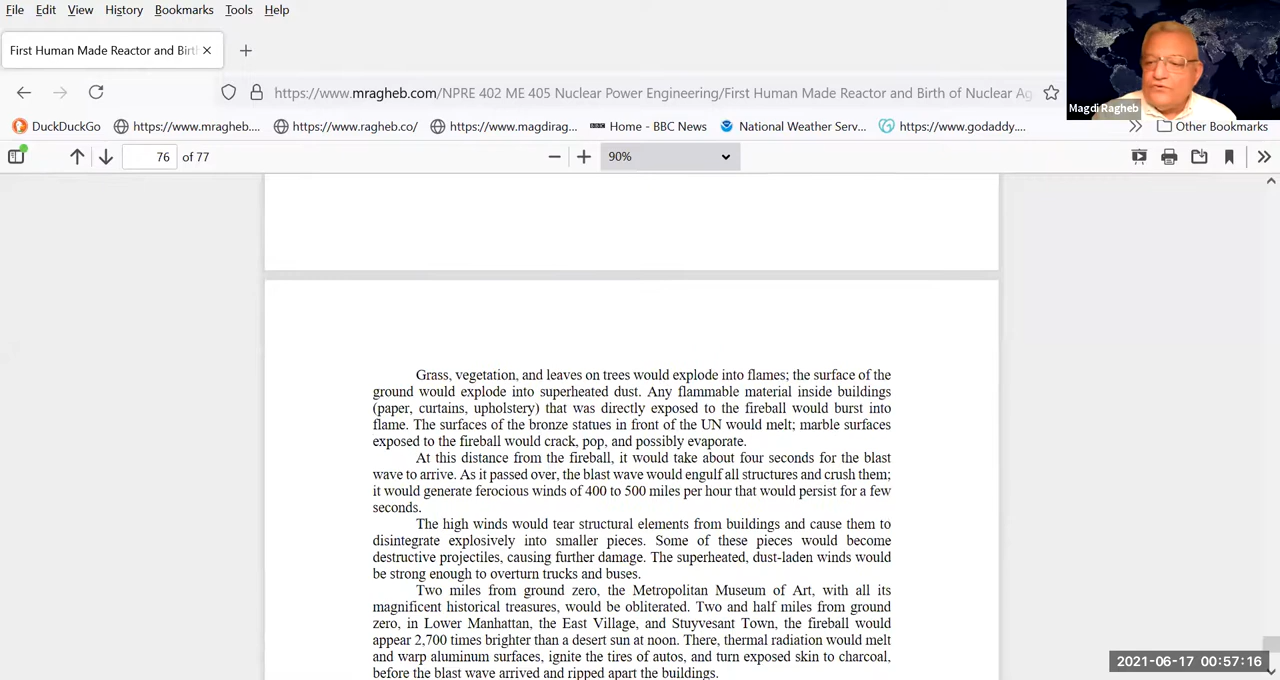 File Edit View History Bookmarks Tools Help
First Human Made Reactor and Birt
Magdi Ragheb
https://www.mragheb.com/NPRE 402 ME 405 Nuclear Power Engineering/First Human Made Reactor and Birth of Nuclear Ag
DuckDuckGo https://www.mragheb.... https://www.ragheb.co/ https://www.magdirag... Home - BBC News National Weather Serv... https://www.godaddy.... Other Bookmarks
76 of 77 90%
Grass, vegetation, and leaves on trees would explode into flames; the surface of the
ground would explode into superheated dust. Any flammable material inside buildings
(paper, curtains, upholstery) that was directly exposed to the fireball would burst into
flame. The surfaces of the bronze statues in front of the UN would melt; marble surfaces
exposed to the fireball would crack, pop, and possibly evaporate.
At this distance from the fireball, it would take about four seconds for the blast
wave to arrive. As it passed over, the blast wave would engulf all structures and crush them;
it would generate ferocious winds of 400 to 500 miles per hour that would persist for a few
seconds.
The high winds would tear structural elements from buildings and cause them to
disintegrate explosively into smaller pieces. Some of these pieces would become
destructive projectiles, causing further damage. The superheated, dust-laden winds would
be strong enough to overturn trucks and buses.
Two miles from ground zero, the Metropolitan Museum of Art, with all its
magnificent historical treasures, would be obliterated. Two and half miles from ground
zero, in Lower Manhattan, the East Village, and Stuyvesant Town, the fireball would
appear 2,700 times brighter than a desert sun at noon. There, thermal radiation would melt
and warp aluminum surfaces, ignite the tires of autos, and turn exposed skin to charcoal,
before the blast wave arrived and ripped apart the buildings.
2021-06-17 00:57:16